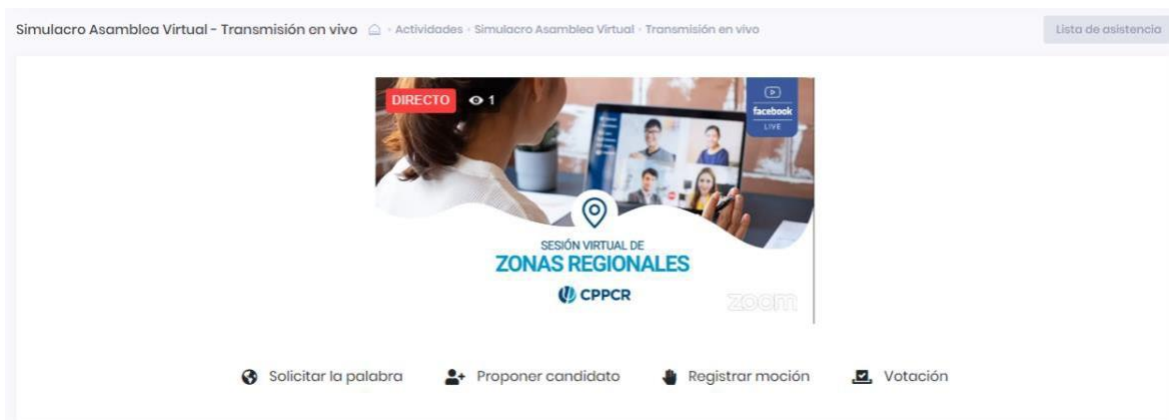 Simulacro Asamblea Virtual - Transmisión en vivo - Actividades - Simulacro Asamblea Virtual - Transmisión en vivo
Lista de asistencia
DIRECTO 1
facebook
LIVE
SESIÓN VIRTUAL DE
ZONAS REGIONALES
CPPCR
zoom
Solicitar la palabra Proponer candidato Registrar moción Votación